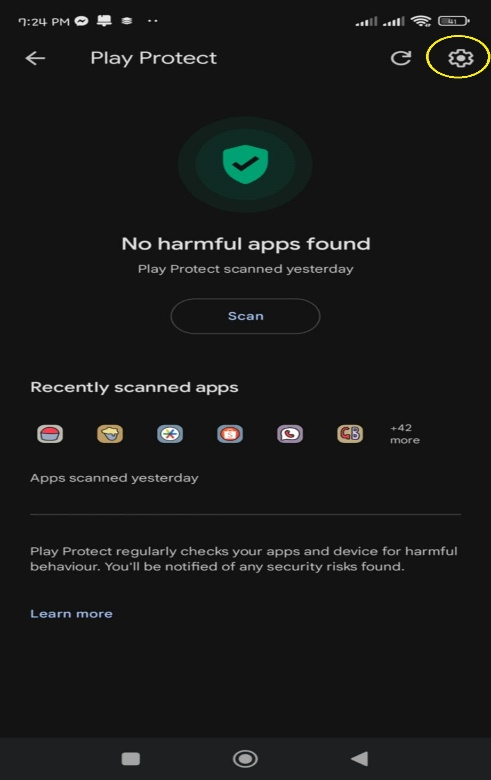 7:24 PM
41
Play Protect
No harmful apps found
Play Protect scanned yesterday
Scan
Recently scanned apps
+42
more
Apps scanned yesterday
Play Protect regularly checks your apps and device for harmful
behaviour. You'll be notified of any security risks found.
Learn more